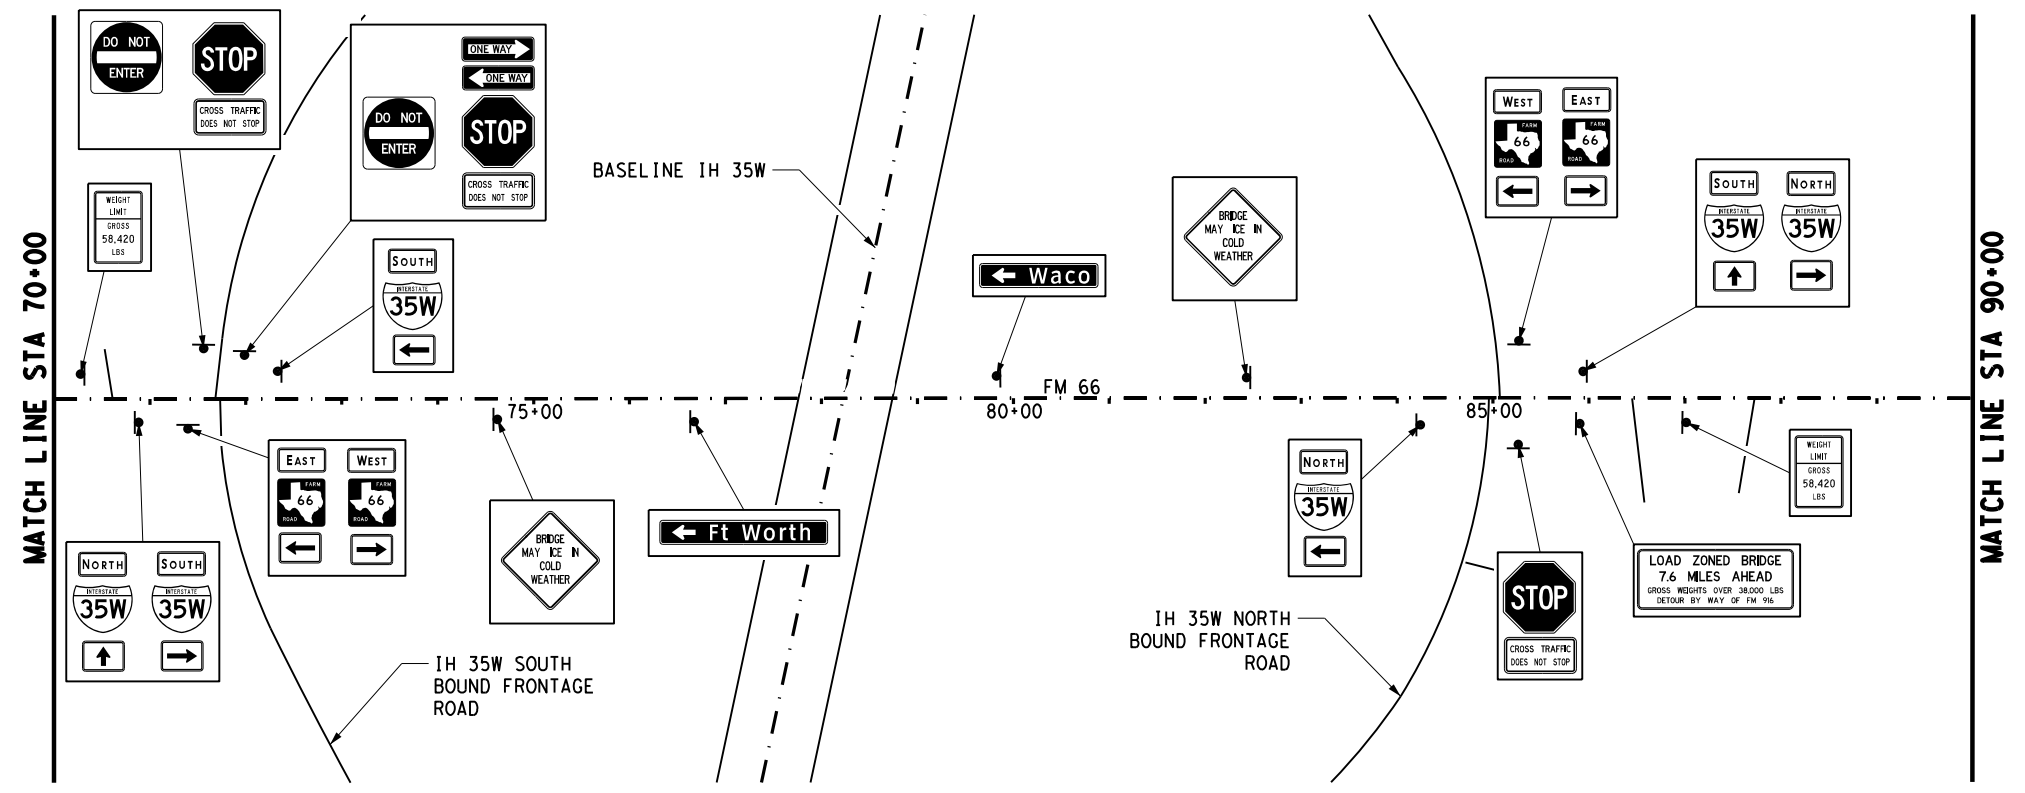 DO NOT
ENTER
STOP
CROSS TRAFFIC
DOES NOT STOP
ONE WAY
ONE WAY
DO NOT
ENTER
STOP
CROSS TRAFFIC
DOES NOT STOP
WEIGHT
LIMIT
GROSS
58,420
LBS
SOUTH
INTERSTATE
35W
BASELINE IH 35W
Waco
BRIDGE
MAY ICE IN
COLD
WEATHER
WEST
EAST
FARM
66
ROAD
FARM
66
ROAD
SOUTH
NORTH
INTERSTATE
35W
INTERSTATE
35W
MATCH LINE STA 70+00
MATCH LINE STA 90+00
FM 66
75+00
80+00
85+00
EAST
WEST
FARM
66
ROAD
FARM
66
ROAD
NORTH
SOUTH
INTERSTATE
35W
INTERSTATE
35W
BRIDGE
MAY ICE IN
COLD
WEATHER
Ft Worth
NORTH
INTERSTATE
35W
STOP
CROSS TRAFFIC
DOES NOT STOP
LOAD ZONED BRIDGE
7.6 MILES AHEAD
GROSS WEIGHTS OVER 38,000 LBS
DETOUR BY WAY OF FM 916
WEIGHT
LIMIT
GROSS
58,420
LBS
IH 35W SOUTH
BOUND FRONTAGE
ROAD
IH 35W NORTH
BOUND FRONTAGE
ROAD